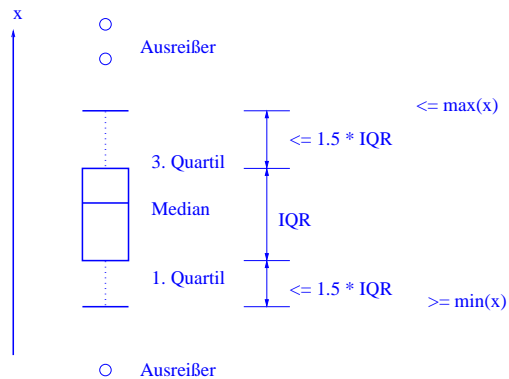 x
Ausreißer
<= max(x)
<= 1.5 * IQR
3. Quartil
Median
IQR
1. Quartil
<= 1.5 * IQR
>= min(x)
Ausreißer